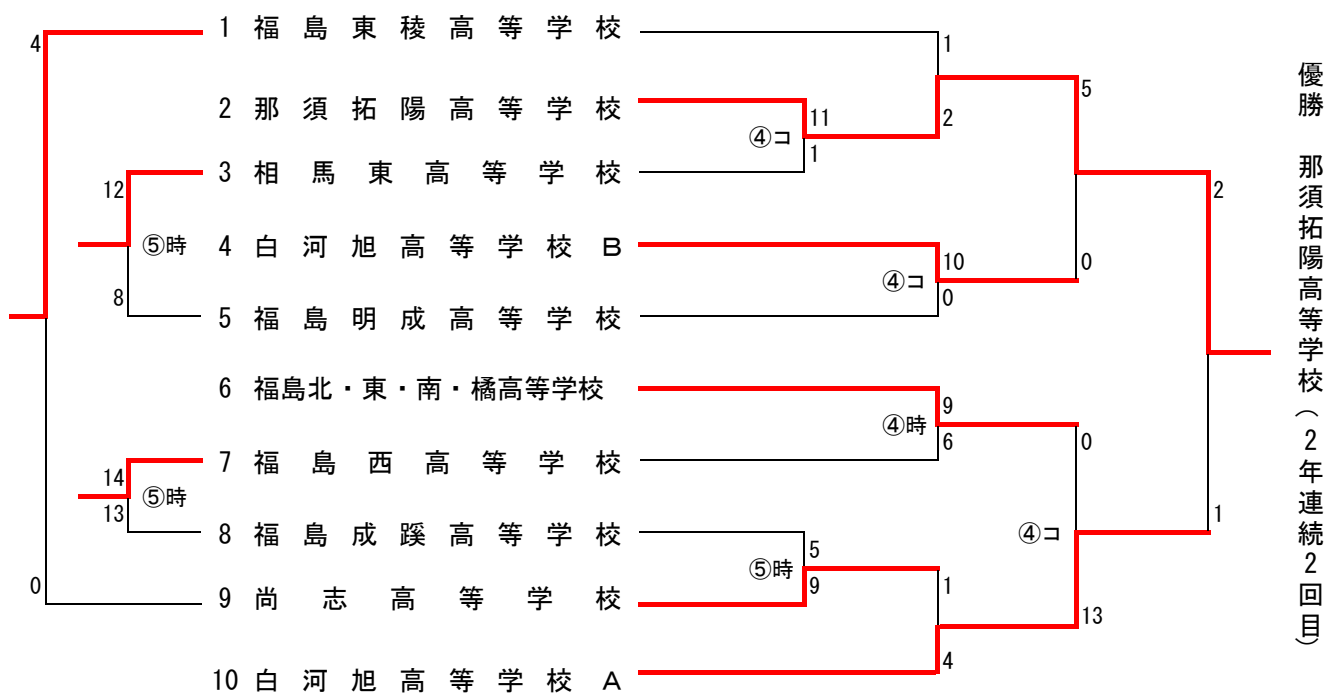 4
1 福島東稜高等学校
1
5
2 那須拓陽高等学校
11
④コ
1
2
3 相馬東高等学校
12
⑤時
8
2
4 白河旭高等学校 B
10
④コ
0
0
5 福島明成高等学校
6 福島北・東・南・橘高等学校
9
④時
6
0
7 福島西高等学校
14
⑤時
13
8 福島成蹊高等学校
5
⑤時
9
④コ
1
0
9 尚志高等学校
1
13
10 白河旭高等学校 A
4
優勝 那須拓陽高等学校(2年連続2回目)